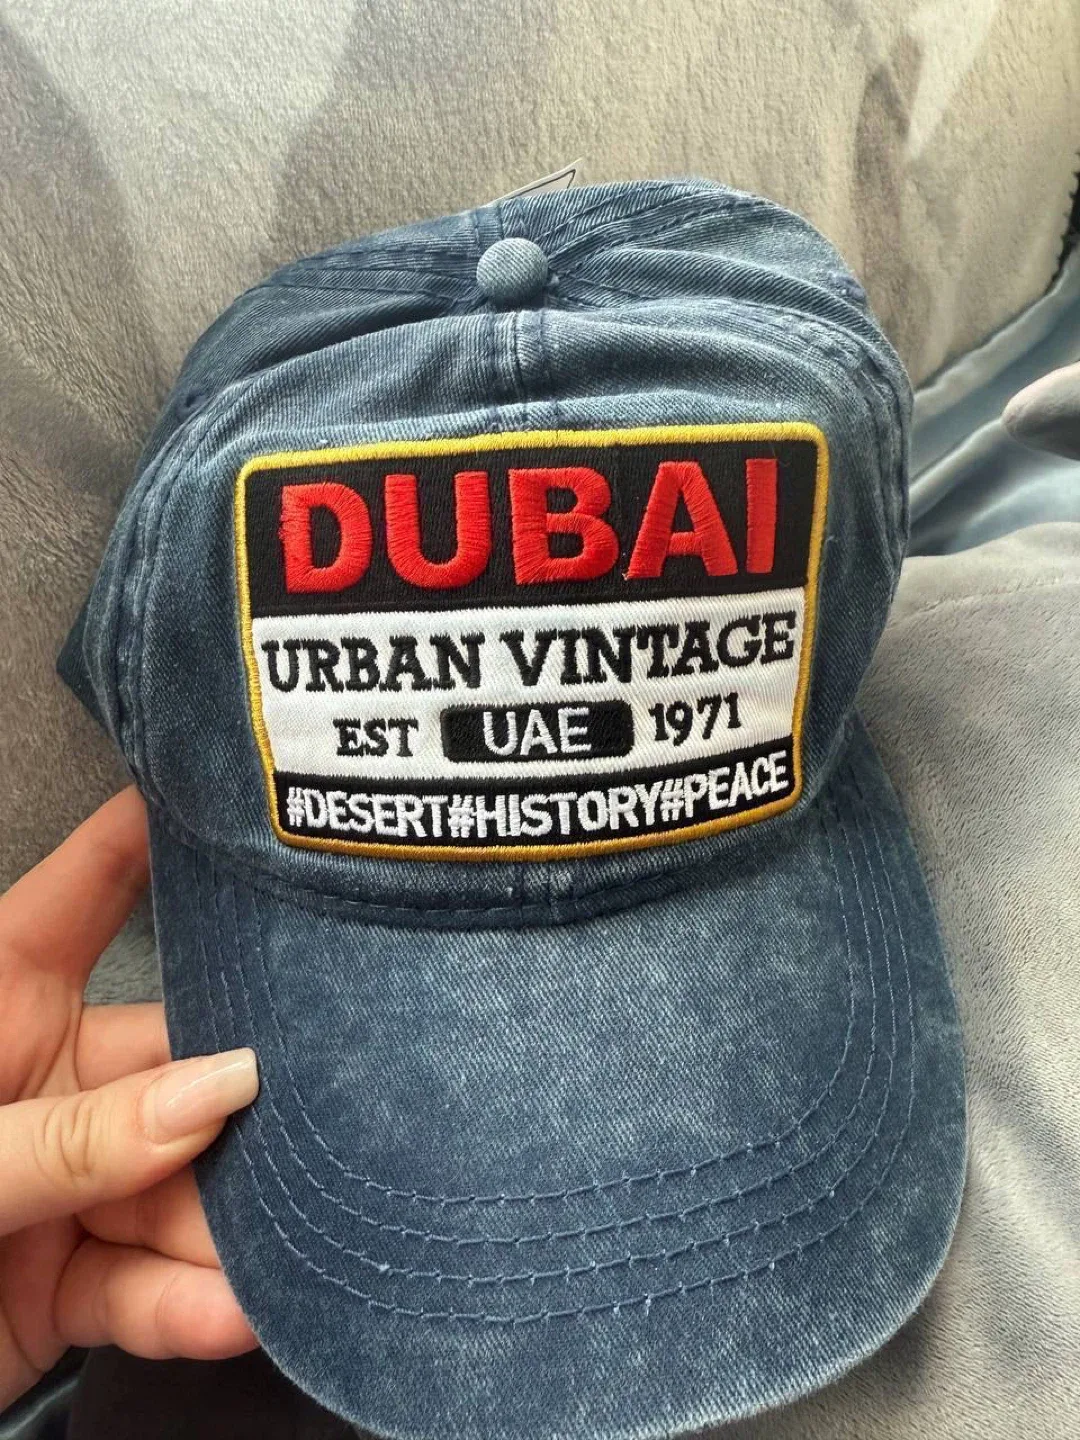 DUBAI
URBAN VINTAGE
EST UAE 1971
#DESERT#HISTORY#PEACE